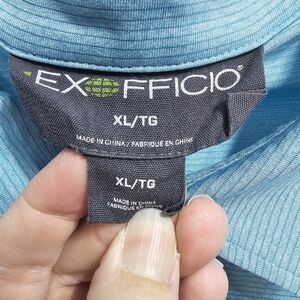 EXOFFICIO®
XL/TG
MADE IN CHINA / FABRIQUÉ EN CHINE
XL/TG
MADE IN CHINA
FABRIQUÉ EN CHINE